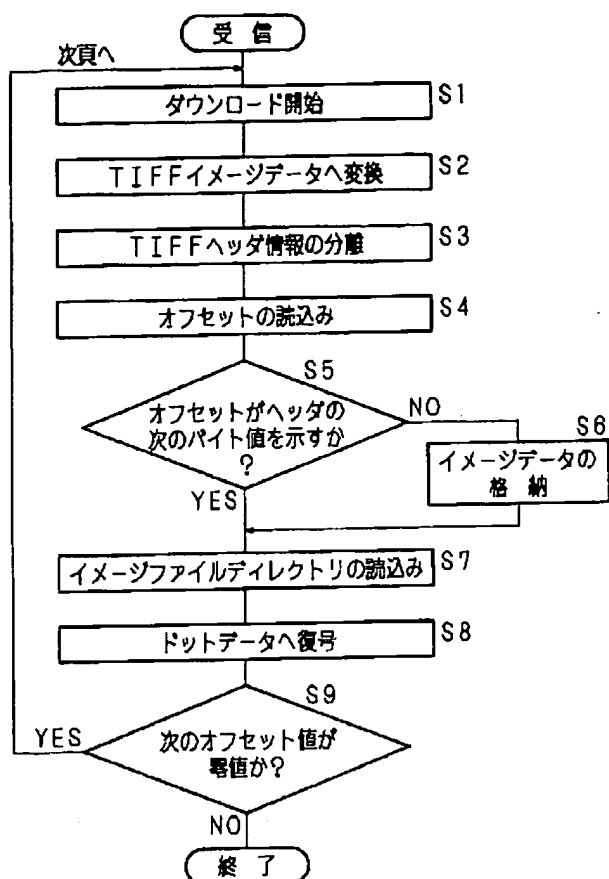 受 信
次頁へ
ダウンロード開始
S1
TIFFイメージデータへ変換
S2
TIFFヘッダ情報の分離
S3
オフセットの読込み
S4
S5
オフセットがヘッダの
次のバイト値を示すか
?
NO
YES
S6
イメージデータの
格 納
イメージファイルディレクトリの読込み
S7
ドットデータへ復号
S8
S9
YES
次のオフセット値が
零値か?
NO
終 了